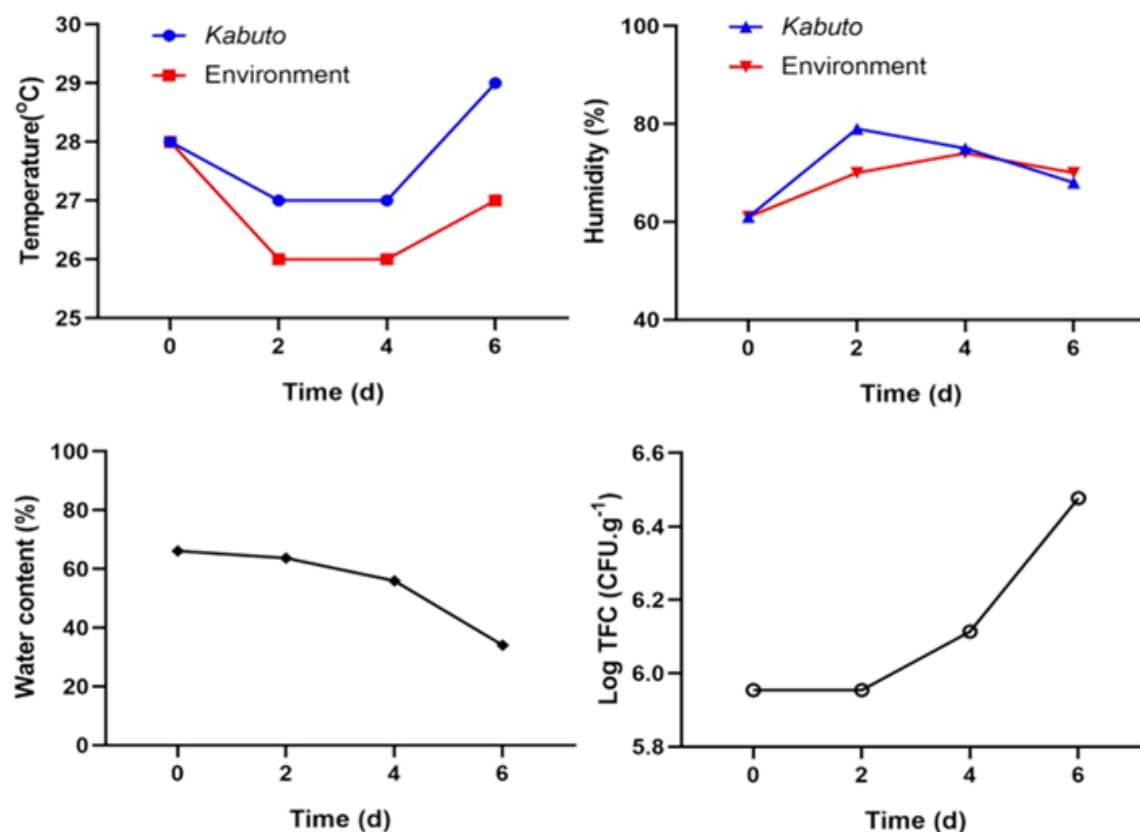 Temperature(°C)
30
29
28
27
26
25
Kabuto
Environment
0 2 4 6
Time (d)
Humidity (%)
100
80
60
40
Kabuto
Environment
0 2 4 6
Time (d)
Water content (%)
100
80
60
40
20
0
0 2 4 6
Time (d)
Log TFC (CFU.g⁻¹)
6.6
6.4
6.2
6.0
5.8
0 2 4 6
Time (d)